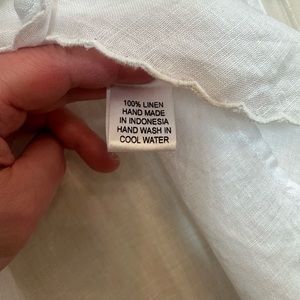 100% LINEN
HAND MADE
IN INDONESIA
HAND WASH IN
COOL WATER